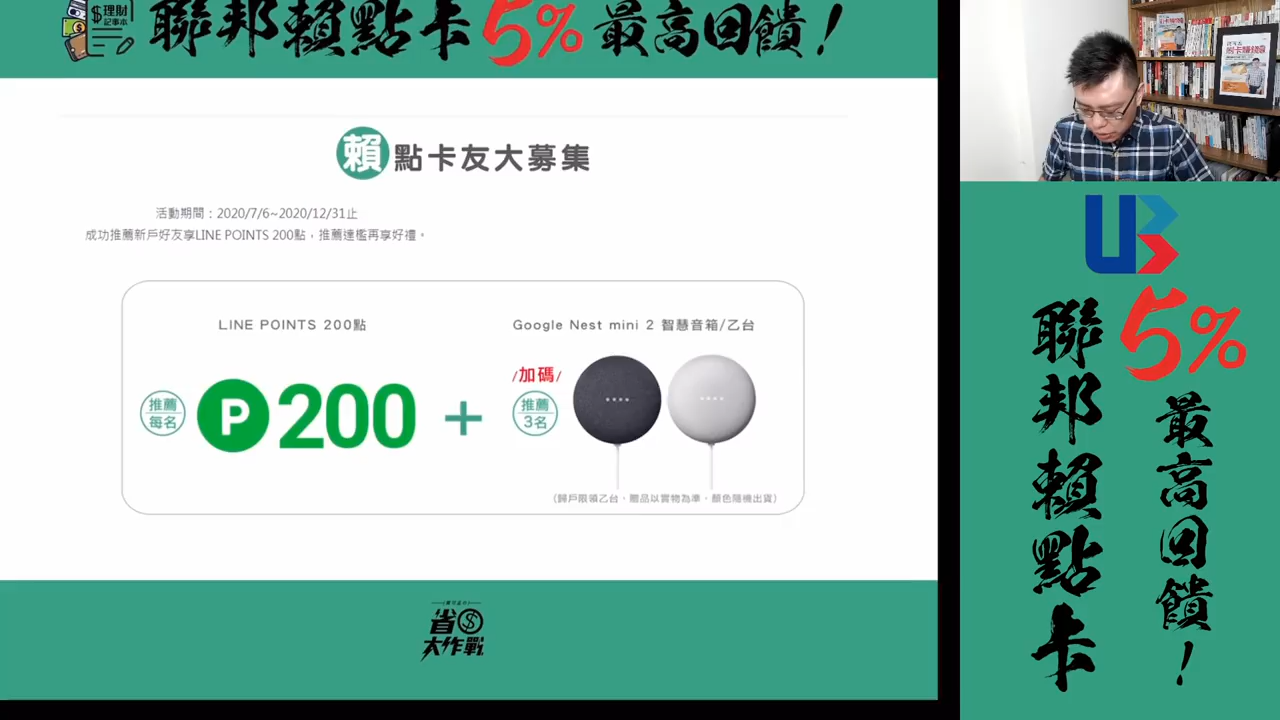 $理財
記事本
聯邦賴點卡5%最高回饋！
賴點卡友大募集
活動期間：2020/7/6~2020/12/31止
成功推薦新戶好友享LINE POINTS 200點，推薦達檻再享好禮。
LINE POINTS 200點
Google Nest mini 2 智慧音箱/乙台
推薦
每名
P 200
+
/加碼/
推薦
3名
(歸戶限領乙台、贈品以實物為準、顏色隨機出貨)
省$
大作戰
聯邦賴點卡
5%
最高回饋！